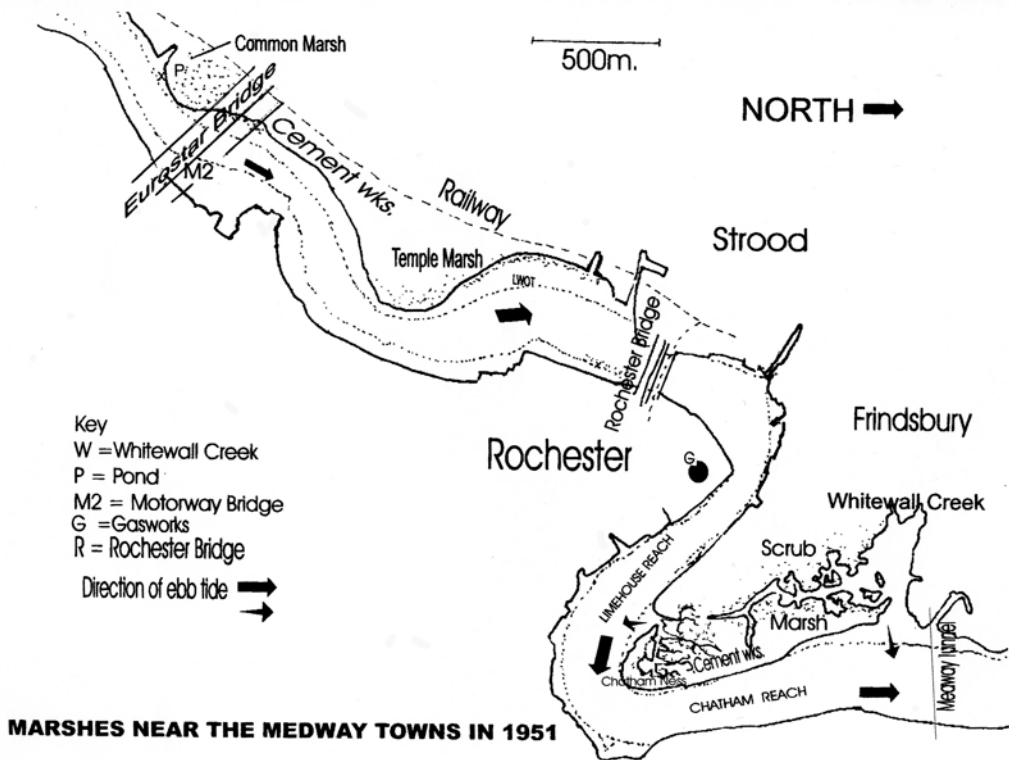 Common Marsh
P
x
500m.
NORTH
EuroStar Bridge
M2
Cement wks.
Railway
Strood
Temple Marsh
LWOT
Rochester Bridge
x
Frindsbury
Rochester
G
Key
W =Whitewall Creek
P = Pond
M2 = Motorway Bridge
G =Gasworks
R = Rochester Bridge
Direction of ebb tide
Whitewall Creek
Scrub
LIMEHOUSE REACH
Marsh
Cement wks.
Chatham Ness
CHATHAM REACH
Medway tunnel
MARSHES NEAR THE MEDWAY TOWNS IN 1951